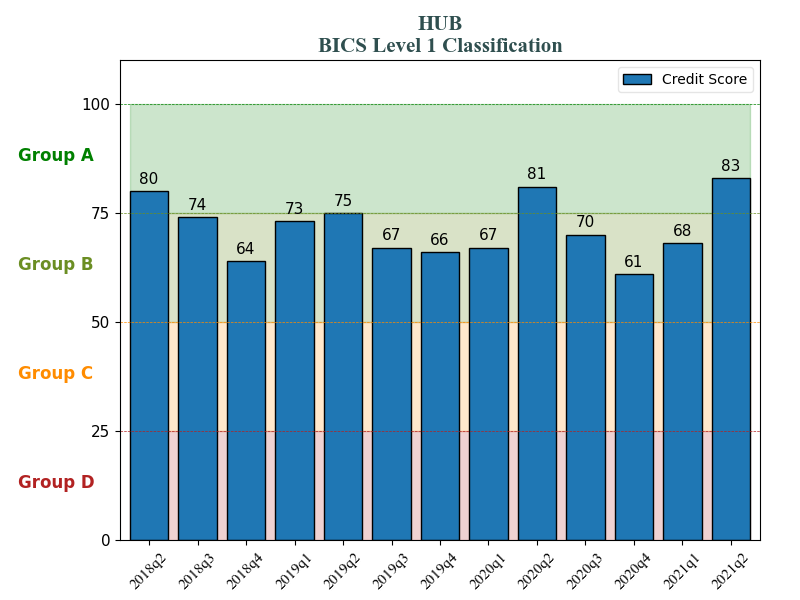 HUB
BICS Level 1 Classification
Credit Score
100
Group A
75
Group B
50
Group C
25
Group D
0
80
74
64
73
75
67
66
67
81
70
61
68
83
2018q2
2018q3
2018q4
2019q1
2019q2
2019q3
2019q4
2020q1
2020q2
2020q3
2020q4
2021q1
2021q2